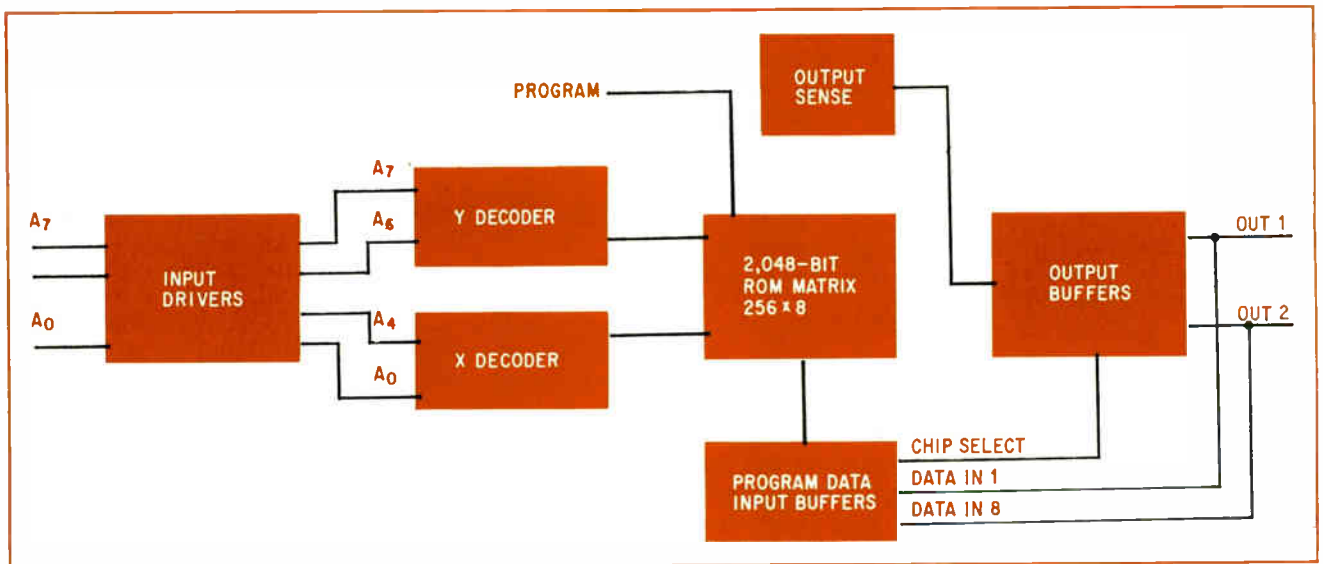 OUTPUT
SENSE
PROGRAM
A7
A6
Y DECODER
A7
A0
INPUT
DRIVERS
A4
A0
X DECODER
2,048-BIT
ROM MATRIX
256 x 8
OUTPUT
BUFFERS
OUT 1
OUT 2
PROGRAM DATA
INPUT BUFFERS
CHIP SELECT
DATA IN 1
DATA IN 8